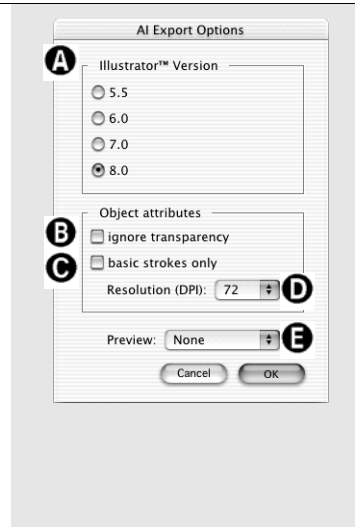 AI Export Options
A
Illustrator™ Version
5.5
6.0
7.0
8.0
Object attributes
B ignore transparency
C basic strokes only
Resolution (DPI): 72 D
Preview: None E
Cancel OK